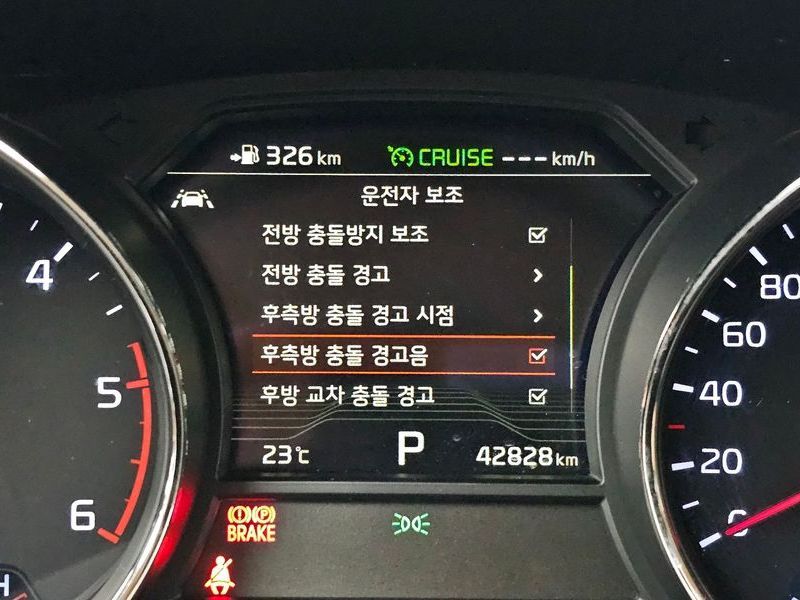 326 km CRUISE --- km/h
운전자 보조
전방 충돌방지 보조
전방 충돌 경고
후측방 충돌 경고 시점
후측방 충돌 경고음
후방 교차 충돌 경고
23℃ P 42828 km
4
5
6
H
80
60
40
20
0
(!) (P)
BRAKE